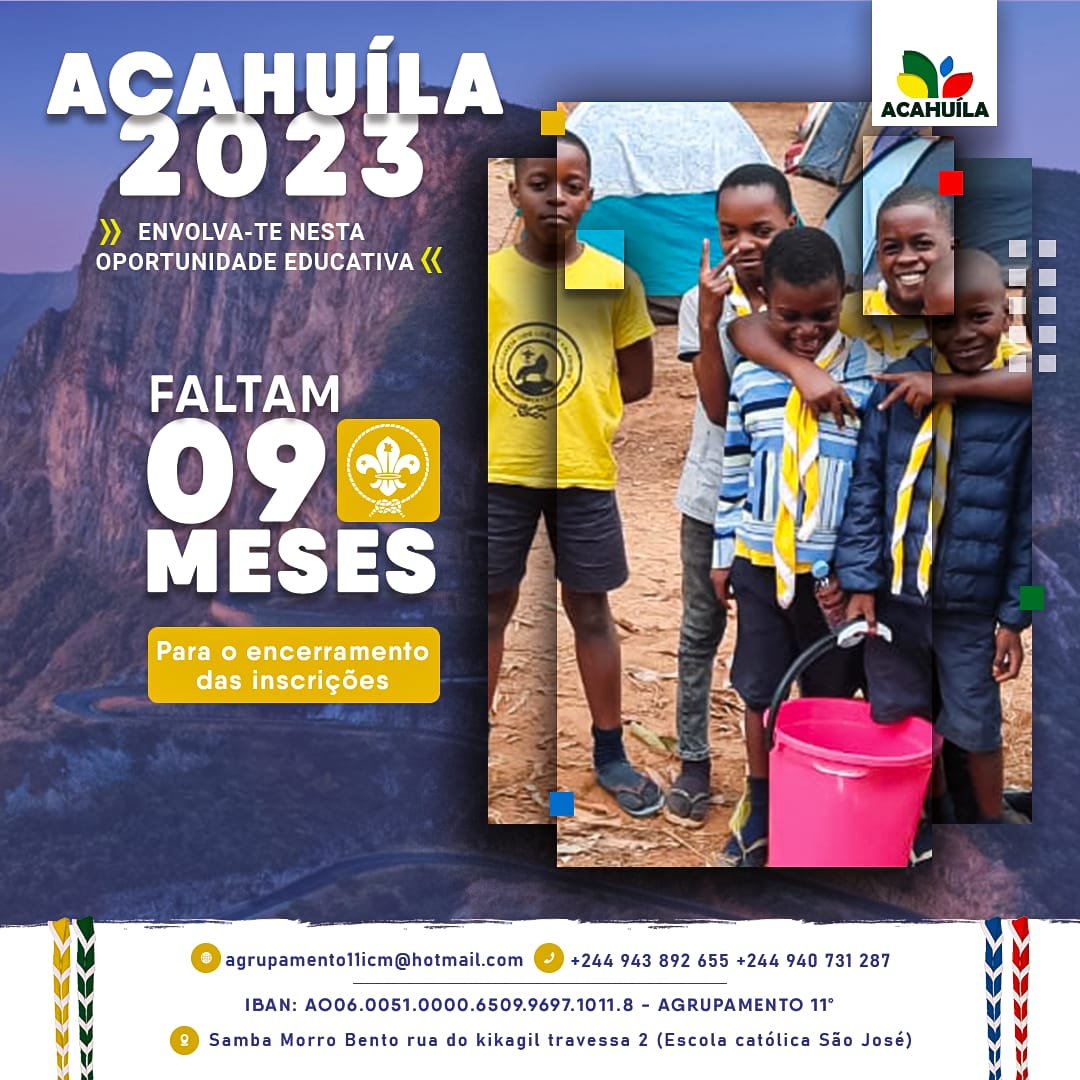 ACAHUÍLA
2023
ENVOLVA-TE NESTA
OPORTUNIDADE EDUCATIVA
FALTAM
09
MESES
Para o encerramento
das inscrições
ACAHUÍLA
agrupamento11icm@hotmail.com +244 943 892 655 +244 940 731 287
IBAN: AO06.0051.0000.6509.9697.1011.8 - AGRUPAMENTO 11°
Samba Morro Bento rua do kikagil travessa 2 (Escola católica São José)